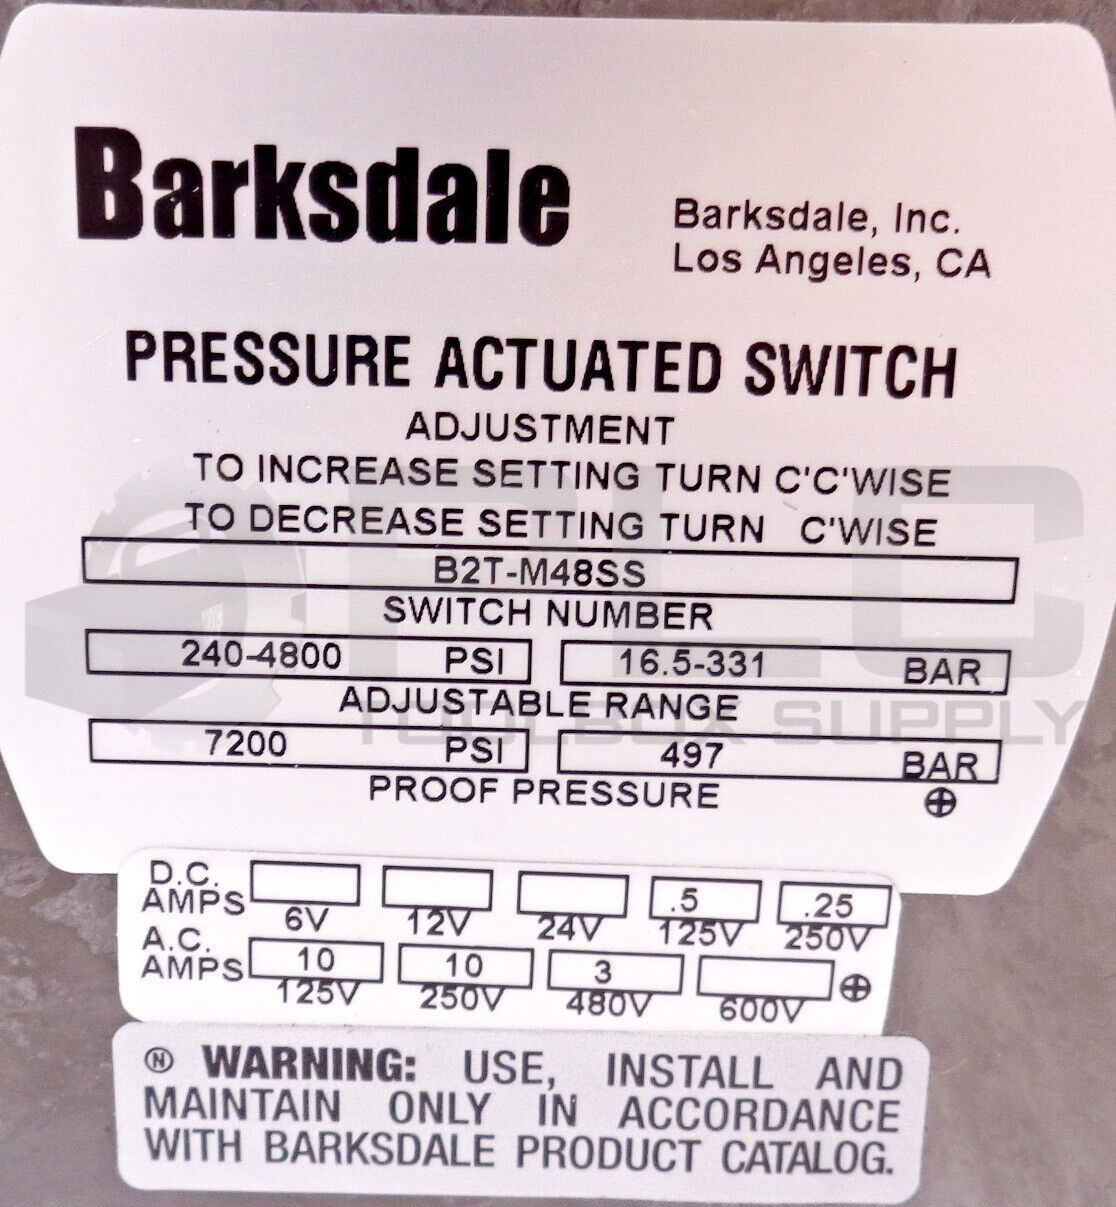 Barksdale
Barksdale, Inc.
Los Angeles, CA
PRESSURE ACTUATED SWITCH
ADJUSTMENT
TO INCREASE SETTING TURN C'C'WISE
TO DECREASE SETTING TURN C'WISE
B2T-M48SS
SWITCH NUMBER
240-4800 PSI 16.5-331 BAR
ADJUSTABLE RANGE
7200 PSI 497 BAR
PROOF PRESSURE
PLC
TOOLBOX SUPPLY
D.C. AMPS
.5 .25
6V 12V 24V 125V 250V
A.C. AMPS
10 10 3
125V 250V 480V 600V
Ⓝ WARNING: USE, INSTALL AND
MAINTAIN ONLY IN ACCORDANCE
WITH BARKSDALE PRODUCT CATALOG.